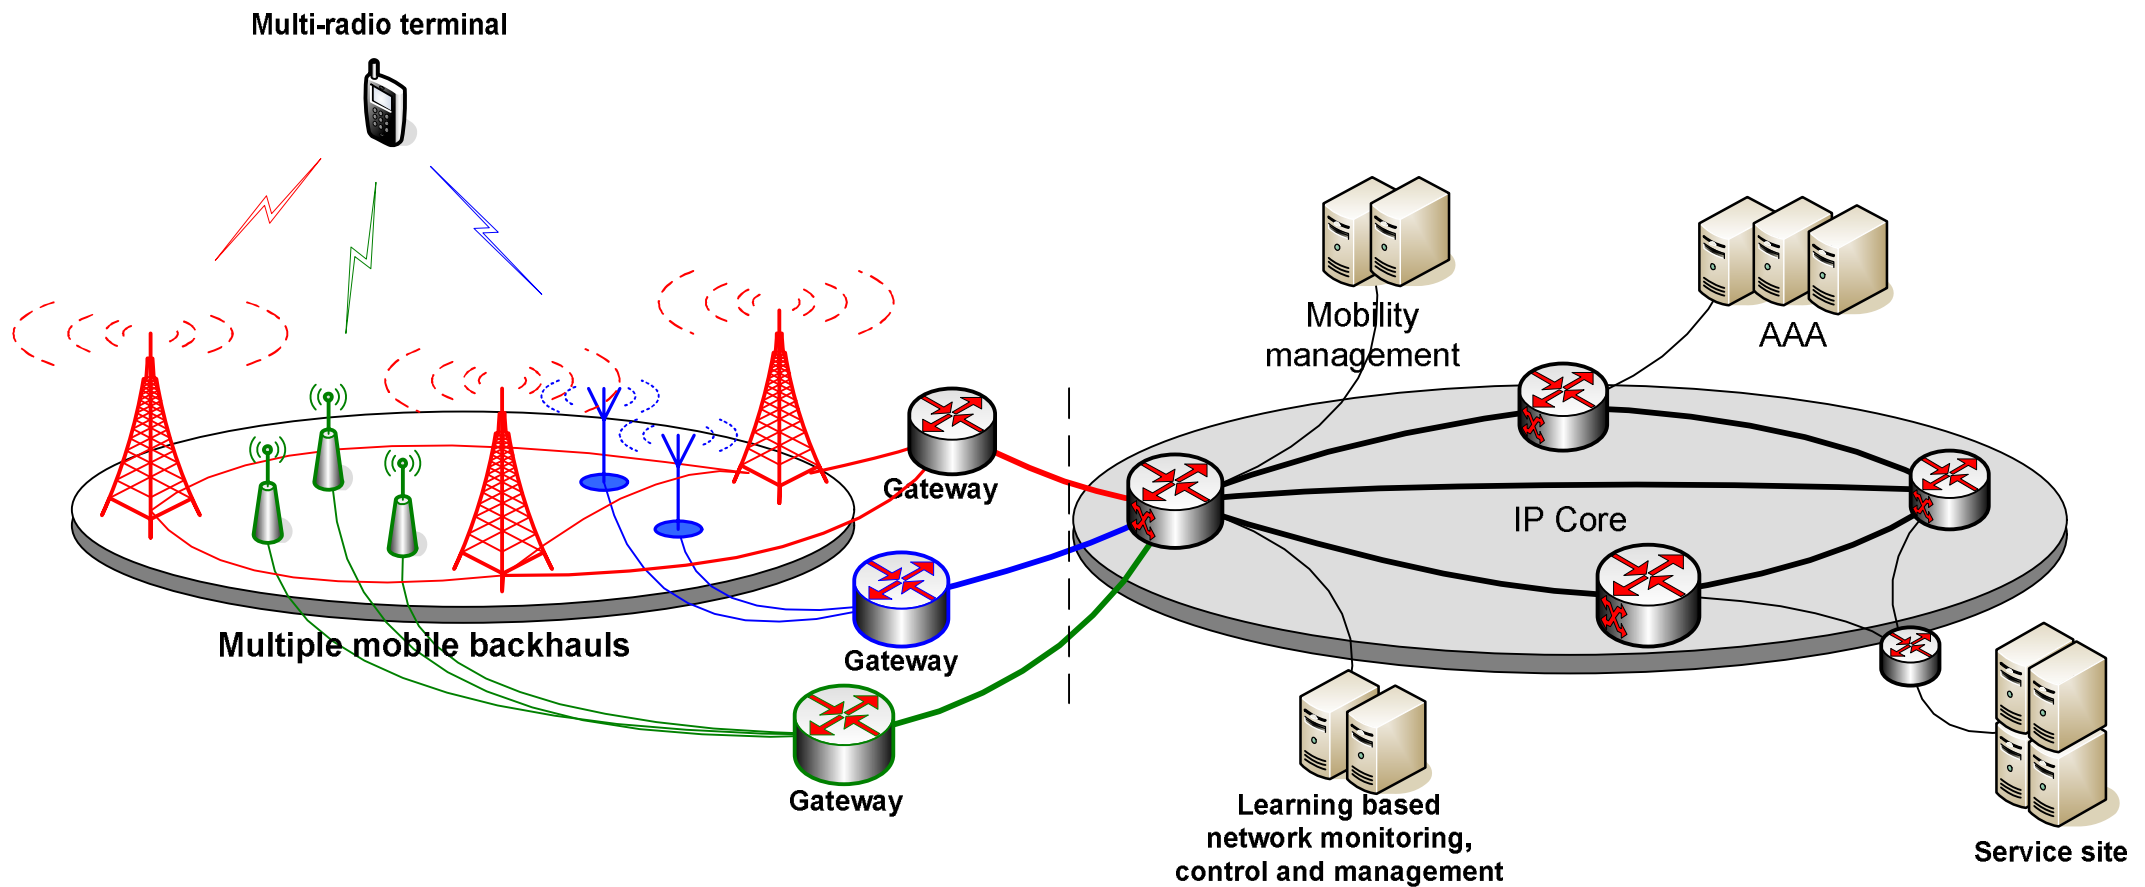 Multi-radio terminal
Mobility
management
AAA
Gateway
IP Core
Multiple mobile backhauls
Gateway
Gateway
Learning based
network monitoring,
control and management
Service site